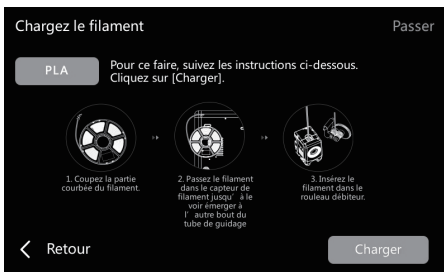 Chargez le filament
Passer
PLA
Pour ce faire, suivez les instructions ci-dessous.
Cliquez sur [Charger].
1. Coupez la partie
courbée du filament.
2. Passez le filament
dans le capteur de
filament jusqu' à le
voir émerger à
l' autre bout du
tube de guidage
3. Insérez le
filament dans le
rouleau débiteur.
Retour
Charger